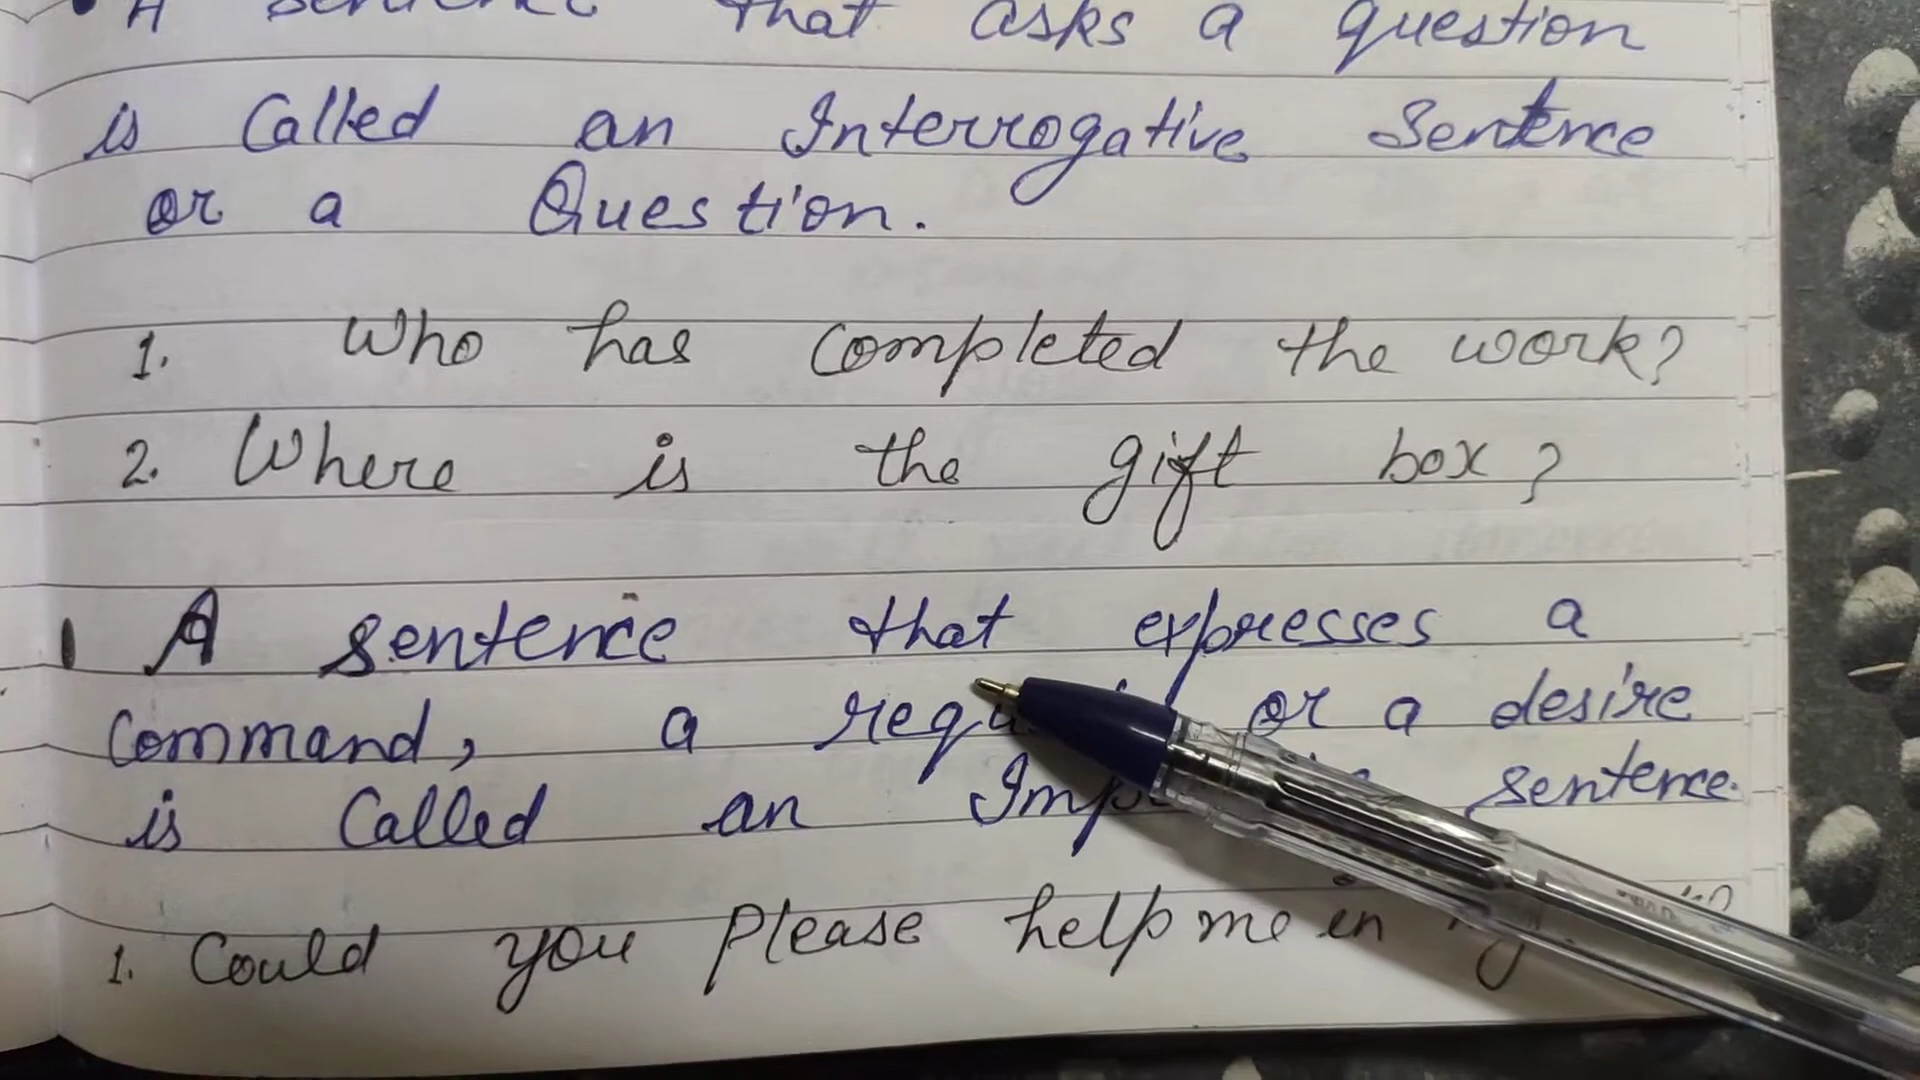 A sentence that asks a question
is Called an Interrogative Sentence
or a Question.
1. Who has completed the work?
2. Where is the gift box?
A sentence that expresses a
Command, a or a desire
is Called an sentence.
1. Could you Please help me in